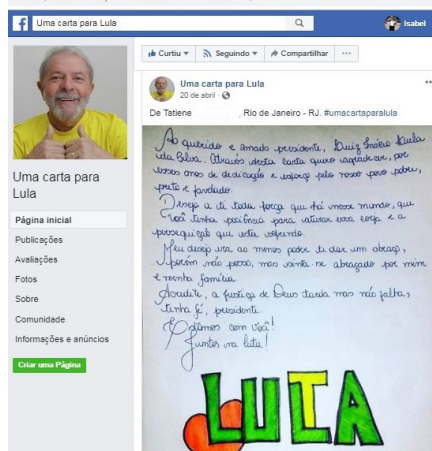 Uma carta para Lula
Isabel
Curtiu
Seguindo
Compartilhar
Uma carta para Lula
20 de abril
De Tatiene , Rio de Janeiro - RJ. #umacartaparalula
Uma carta para
Lula
Página inicial
Publicações
Avaliações
Fotos
Sobre
Comunidade
Informações e anúncios
Criar uma Página
Ao querido e amado presidente, Luiz Inácio Lula
da Silva. Através desta carta quero agradecer, por
vossos anos de dedicação e esforço pelo nosso povo pobre,
preto e favelado.
Desejo a ti toda força que há nesse mundo, que
você tenha paciência para aturar essa corja e a
perseguição que está sofrendo.
Meu desejo era ao menos poder te dar um abraço,
porém não posso, mas sinta-se abraçado por mim
e minha família.
Acredite, a justiça de Deus tarda mas não falha,
tenha fé, presidente.
Estamos com você!
Juntos na luta!
LULA